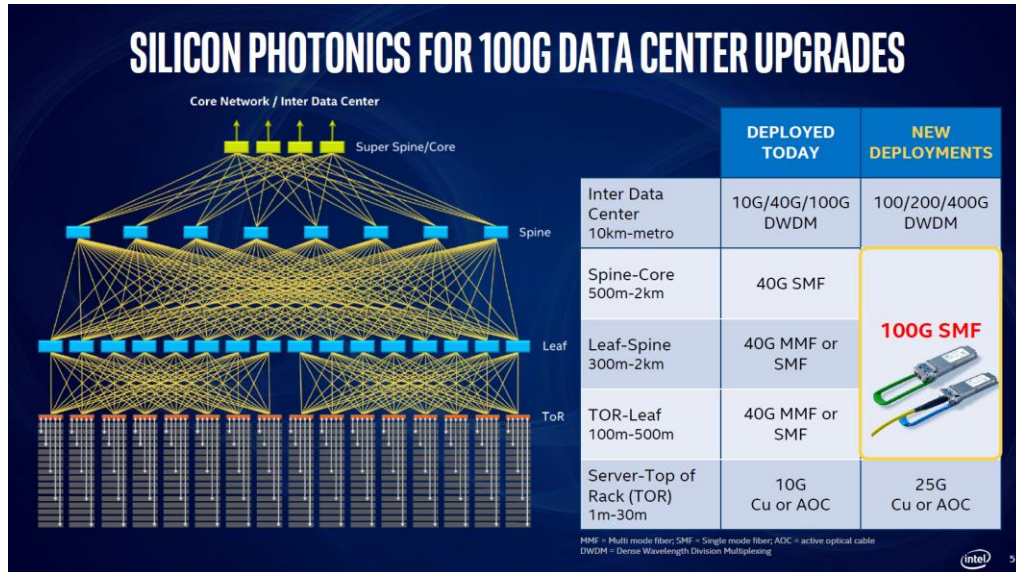 SILICON PHOTONICS FOR 100G DATA CENTER UPGRADES
Core Network / Inter Data Center
Super Spine/Core
Spine
Leaf
ToR
DEPLOYED
TODAY
NEW
DEPLOYMENTS
Inter Data
Center
10km-metro
10G/40G/100G
DWDM
100/200/400G
DWDM
Spine-Core
500m-2km
40G SMF
100G SMF
Leaf-Spine
300m-2km
40G MMF or
SMF
TOR-Leaf
100m-500m
40G MMF or
SMF
Server-Top of
Rack (TOR)
1m-30m
10G
Cu or AOC
25G
Cu or AOC
MMF = Multi mode fiber; SMF = Single mode fiber; AOC = active optical cable
DWDM = Dense Wavelength Division Multiplexing
intel
5